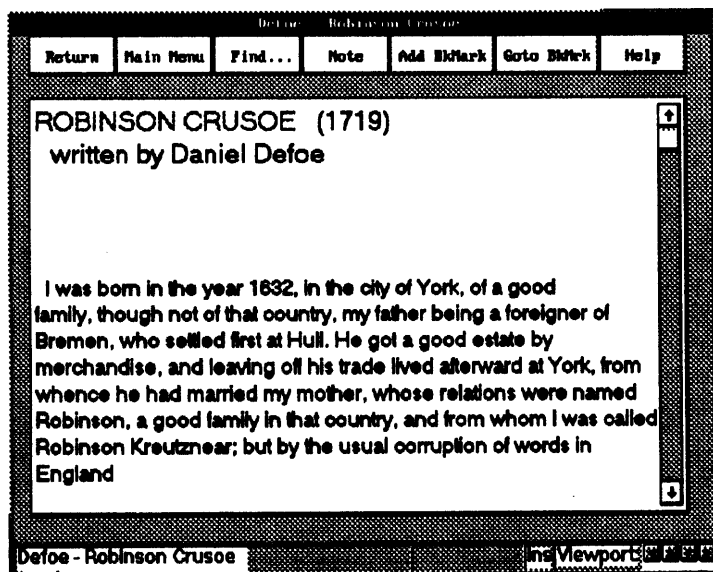 Defoe - Robinson Crusoe
Return Main Menu Find... Note Add BkMark Goto BkMrk Help
ROBINSON CRUSOE (1719)
written by Daniel Defoe
I was born in the year 1632, in the city of York, of a good
family, though not of that country, my father being a foreigner of
Bremen, who settled first at Hull. He got a good estate by
merchandise, and leaving off his trade lived afterward at York, from
whence he had married my mother, whose relations were named
Robinson, a good family in that country, and from whom I was called
Robinson Kreutznear; but by the usual corruption of words in
England
Defoe - Robinson Crusoe Ins Viewport